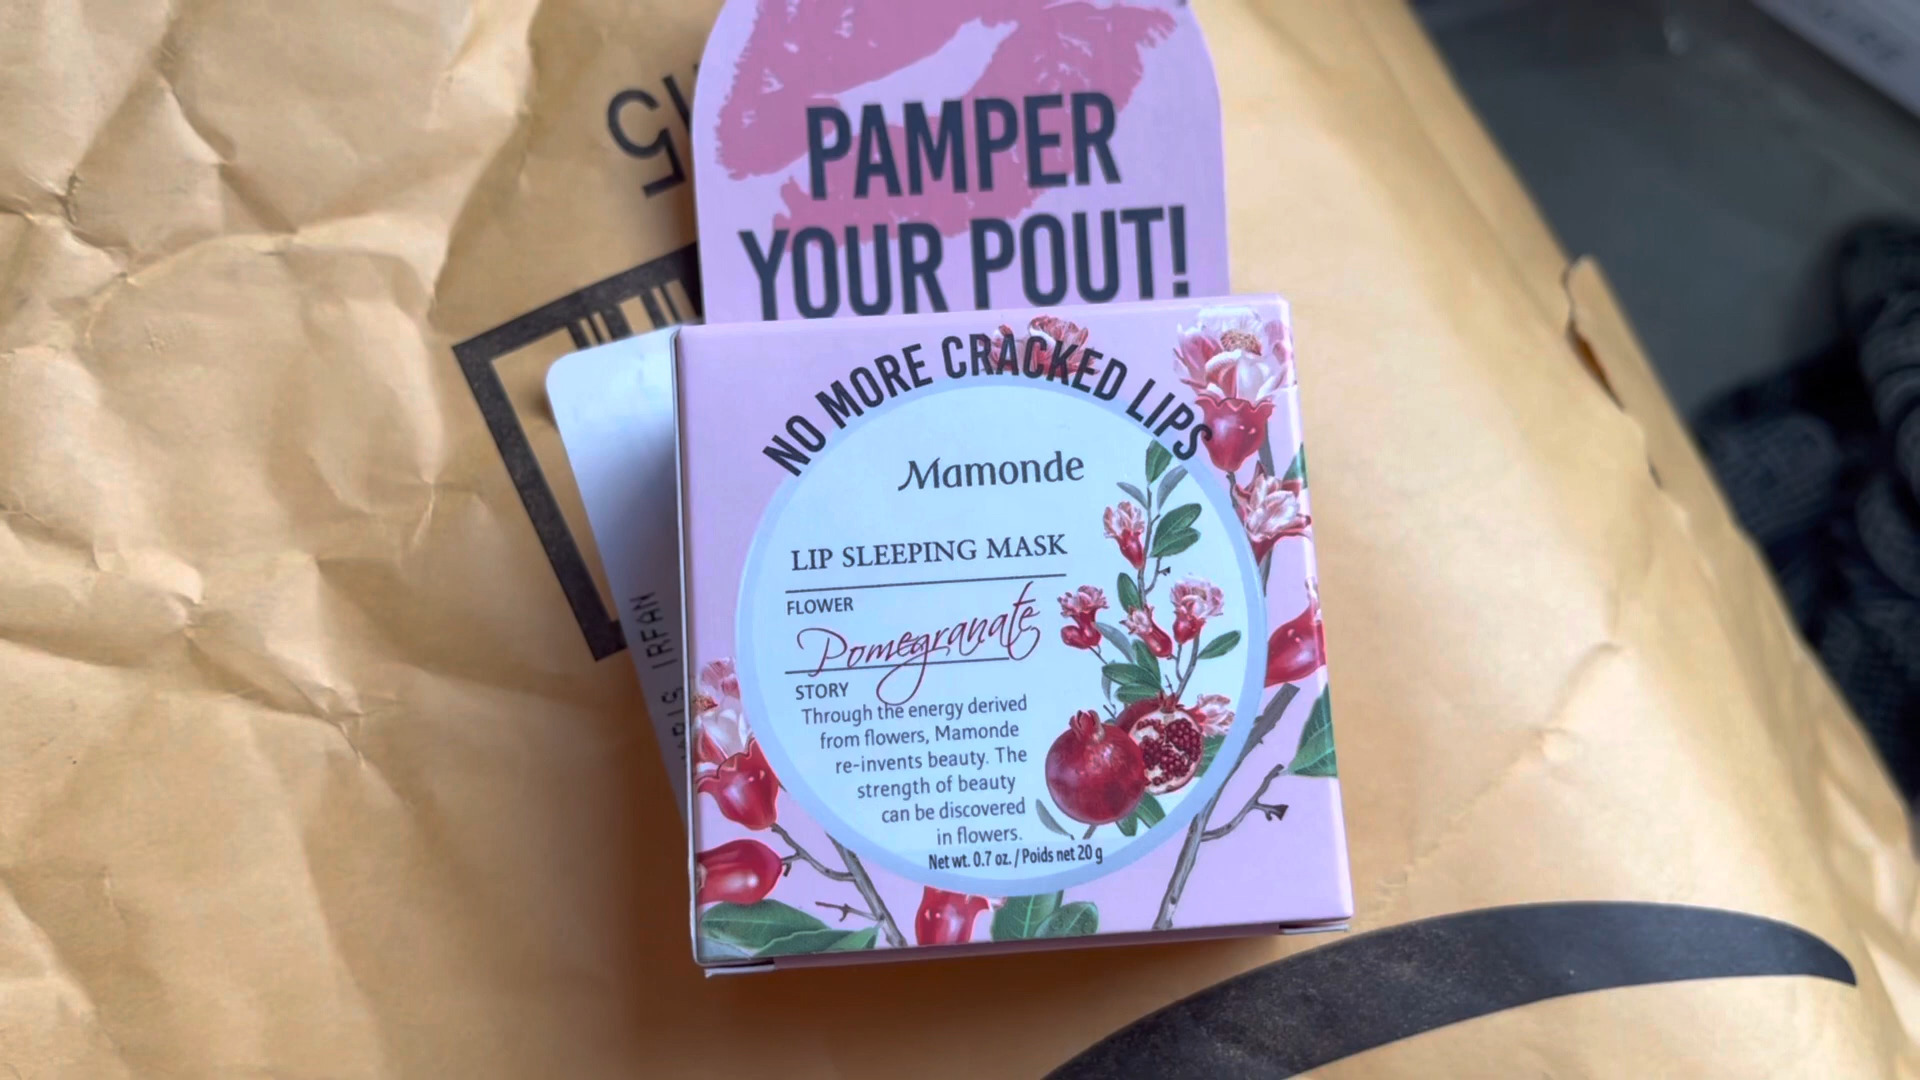 PAMPER
YOUR POUT!
NO MORE CRACKED LIPS
Mamonde
LIP SLEEPING MASK
FLOWER
Pomegranate
STORY
Through the energy derived
from flowers, Mamonde
re-invents beauty. The
strength of beauty
can be discovered
in flowers.
Net wt. 0.7 oz. / Poids net 20 g
IRFAN